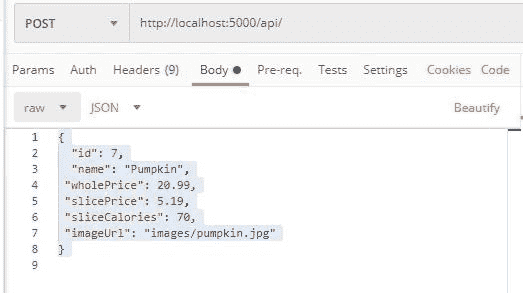 POST http://localhost:5000/api/
Params Auth Headers (9) Body Pre-req. Tests Settings Cookies Code
raw JSON Beautify
1 {
2 "id": 7,
3 "name": "Pumpkin",
4 "wholePrice": 20.99,
5 "slicePrice": 5.19,
6 "sliceCalories": 70,
7 "imageUrl": "images/pumpkin.jpg"
8 }
9